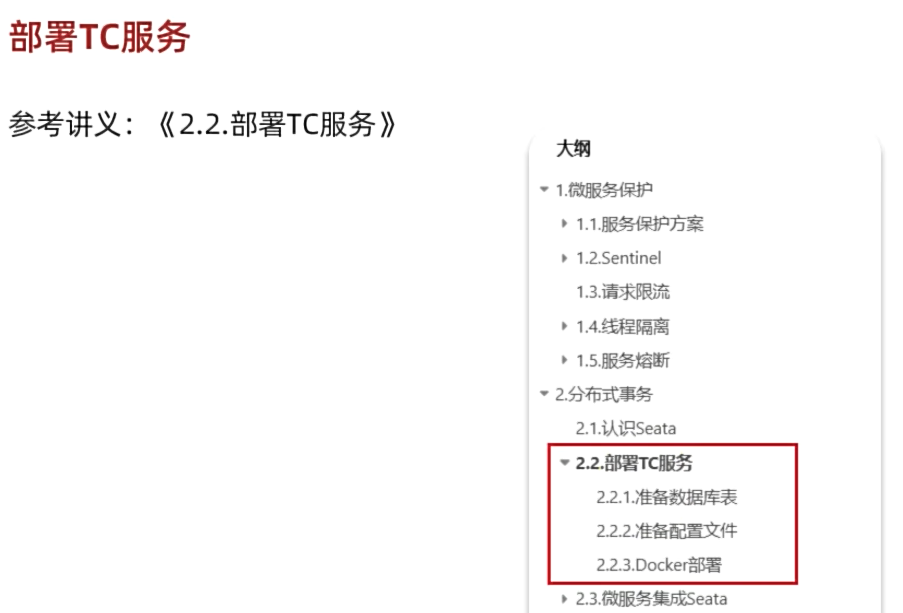 部署TC服务
参考讲义：《2.2.部署TC服务》
大纲
1.微服务保护
1.1.服务保护方案
1.2.Sentinel
1.3.请求限流
1.4.线程隔离
1.5.服务熔断
2.分布式事务
2.1.认识Seata
2.2.部署TC服务
2.2.1.准备数据库表
2.2.2.准备配置文件
2.2.3.Docker部署
2.3.微服务集成Seata